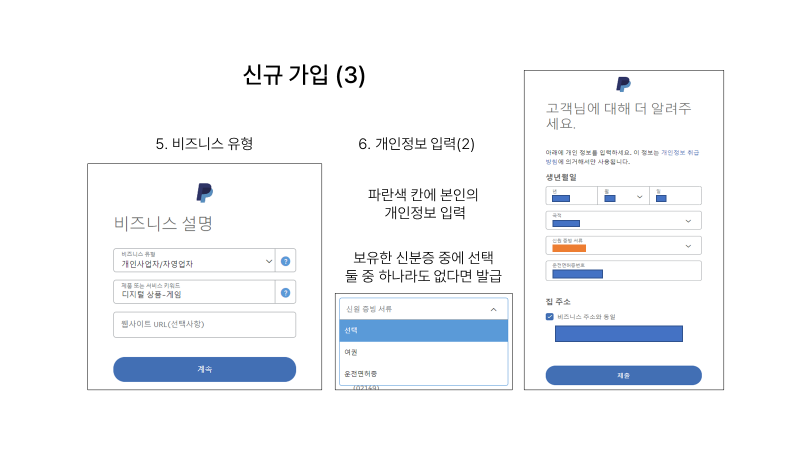 신규 가입 (3)
5. 비즈니스 유형
비즈니스 설명
비즈니스 유형
개인사업자/자영업자
제품 또는 서비스 키워드
디지털 상품-게임
웹사이트 URL(선택사항)
계속
6. 개인정보 입력(2)
파란색 칸에 본인의
개인정보 입력
보유한 신분증 중에 선택
둘 중 하나라도 없다면 발급
신원 증빙 서류
선택
여권
운전면허증
(02169)
고객님에 대해 더 알려주
세요.
아래에 개인 정보를 입력하세요. 이 정보는 개인정보 취급
방침에 의거해서만 사용됩니다.
생년월일
년
월
일
국적
신원 증빙 서류
운전면허번호
집 주소
비즈니스 주소와 동일
제출